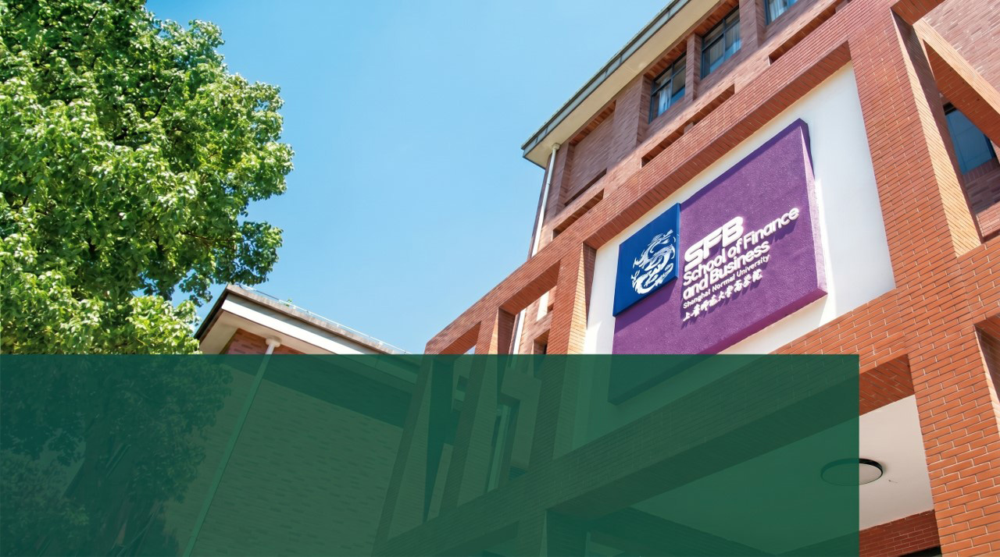 SFB
School of Finance
and Business
Shanghai Normal University
上海师范大学商学院